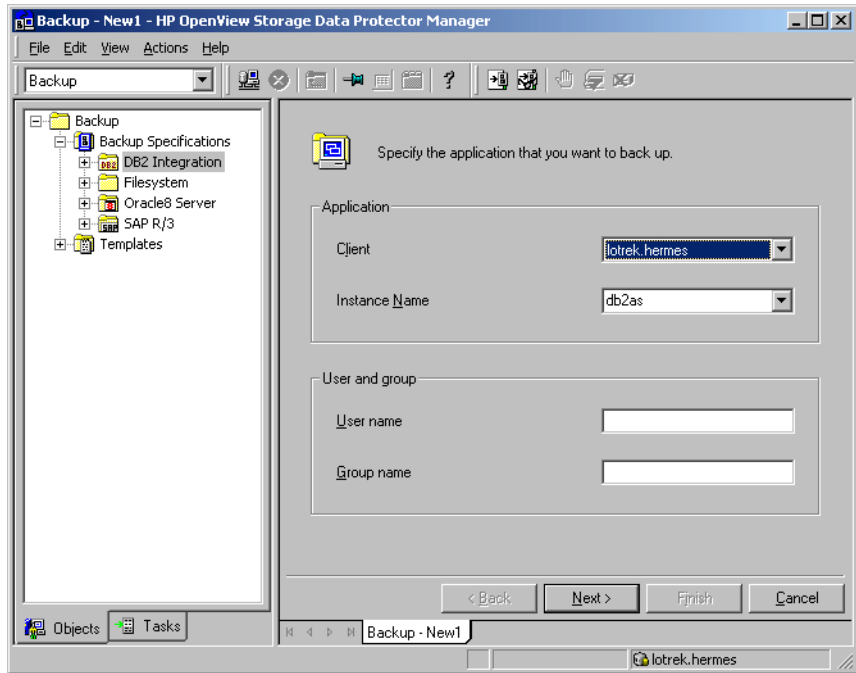 Backup - New1 - HP OpenView Storage Data Protector Manager
File Edit View Actions Help
Backup
Backup
Backup Specifications
DB2 DB2 Integration
Filesystem
Oracle8 Server
SAP SAP R/3
Templates
Specify the application that you want to back up.
Application
Client lotrek.hermes
Instance Name db2as
User and group
User name
Group name
< Back Next > Finish Cancel
Objects Tasks
Backup - New1
lotrek.hermes